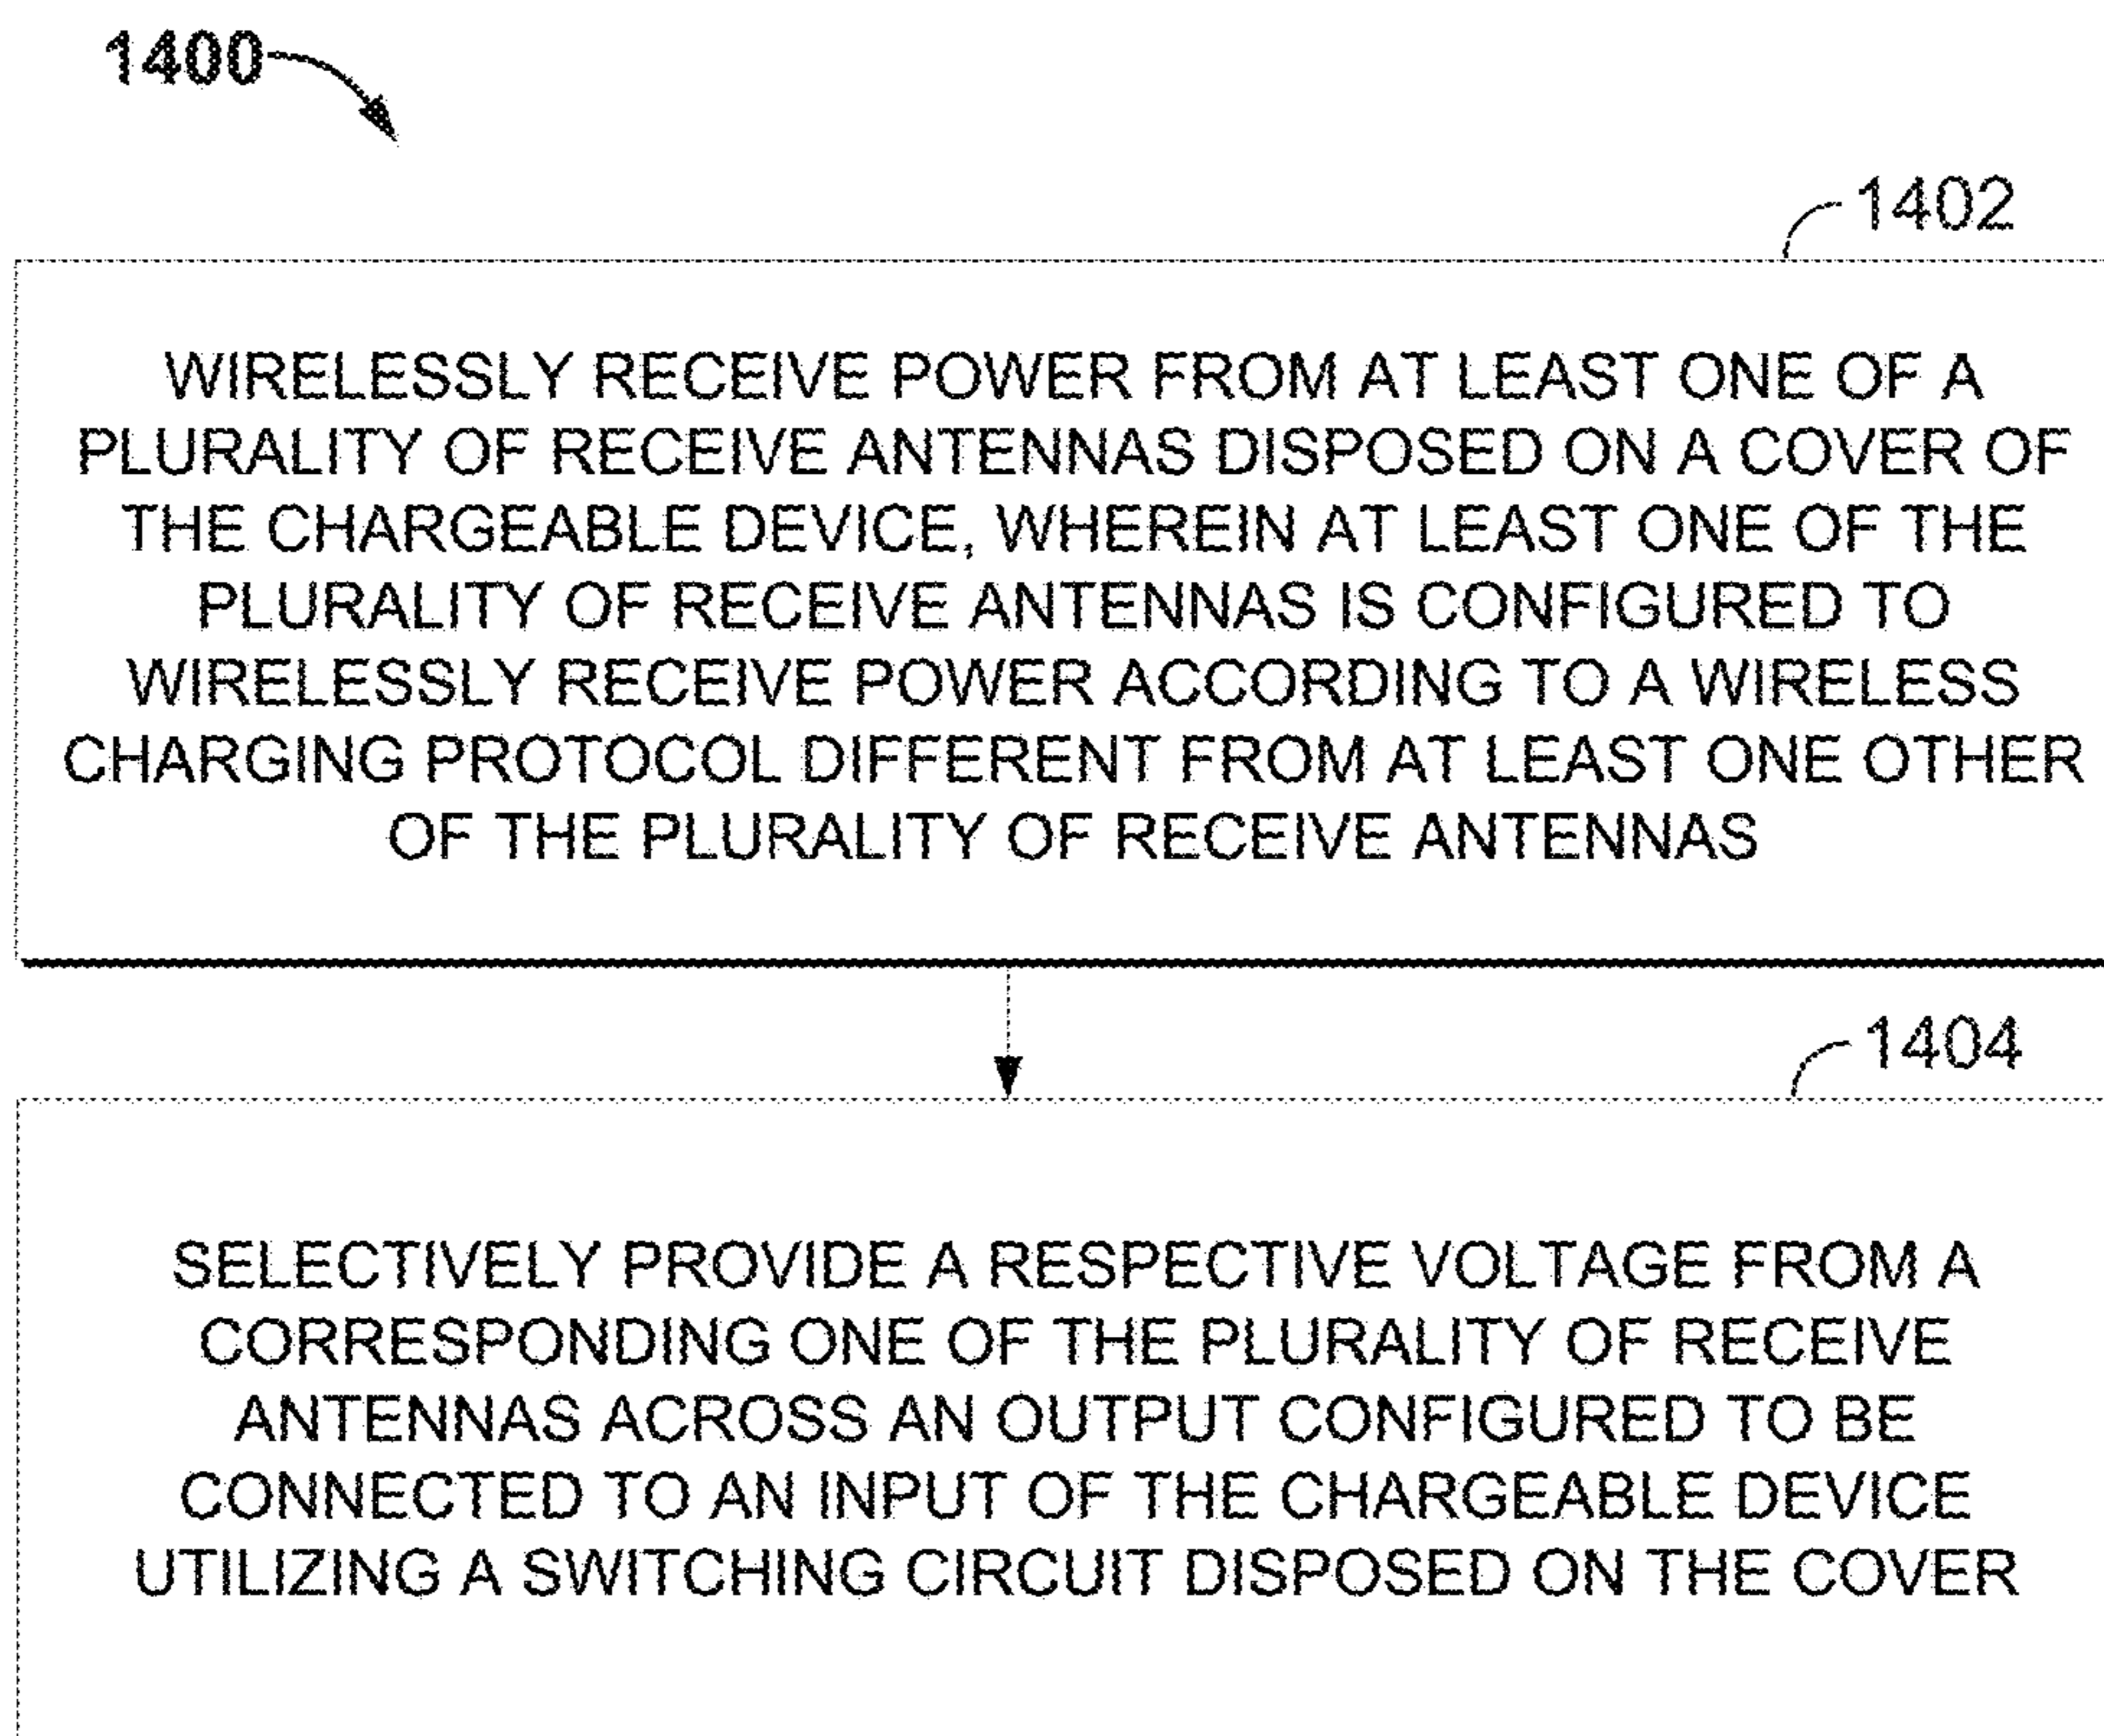 1400
1402
WIRELESSLY RECEIVE POWER FROM AT LEAST ONE OF A
PLURALITY OF RECEIVE ANTENNAS DISPOSED ON A COVER OF
THE CHARGEABLE DEVICE, WHEREIN AT LEAST ONE OF THE
PLURALITY OF RECEIVE ANTENNAS IS CONFIGURED TO
WIRELESSLY RECEIVE POWER ACCORDING TO A WIRELESS
CHARGING PROTOCOL DIFFERENT FROM AT LEAST ONE OTHER
OF THE PLURALITY OF RECEIVE ANTENNAS
1404
SELECTIVELY PROVIDE A RESPECTIVE VOLTAGE FROM A
CORRESPONDING ONE OF THE PLURALITY OF RECEIVE
ANTENNAS ACROSS AN OUTPUT CONFIGURED TO BE
CONNECTED TO AN INPUT OF THE CHARGEABLE DEVICE
UTILIZING A SWITCHING CIRCUIT DISPOSED ON THE COVER